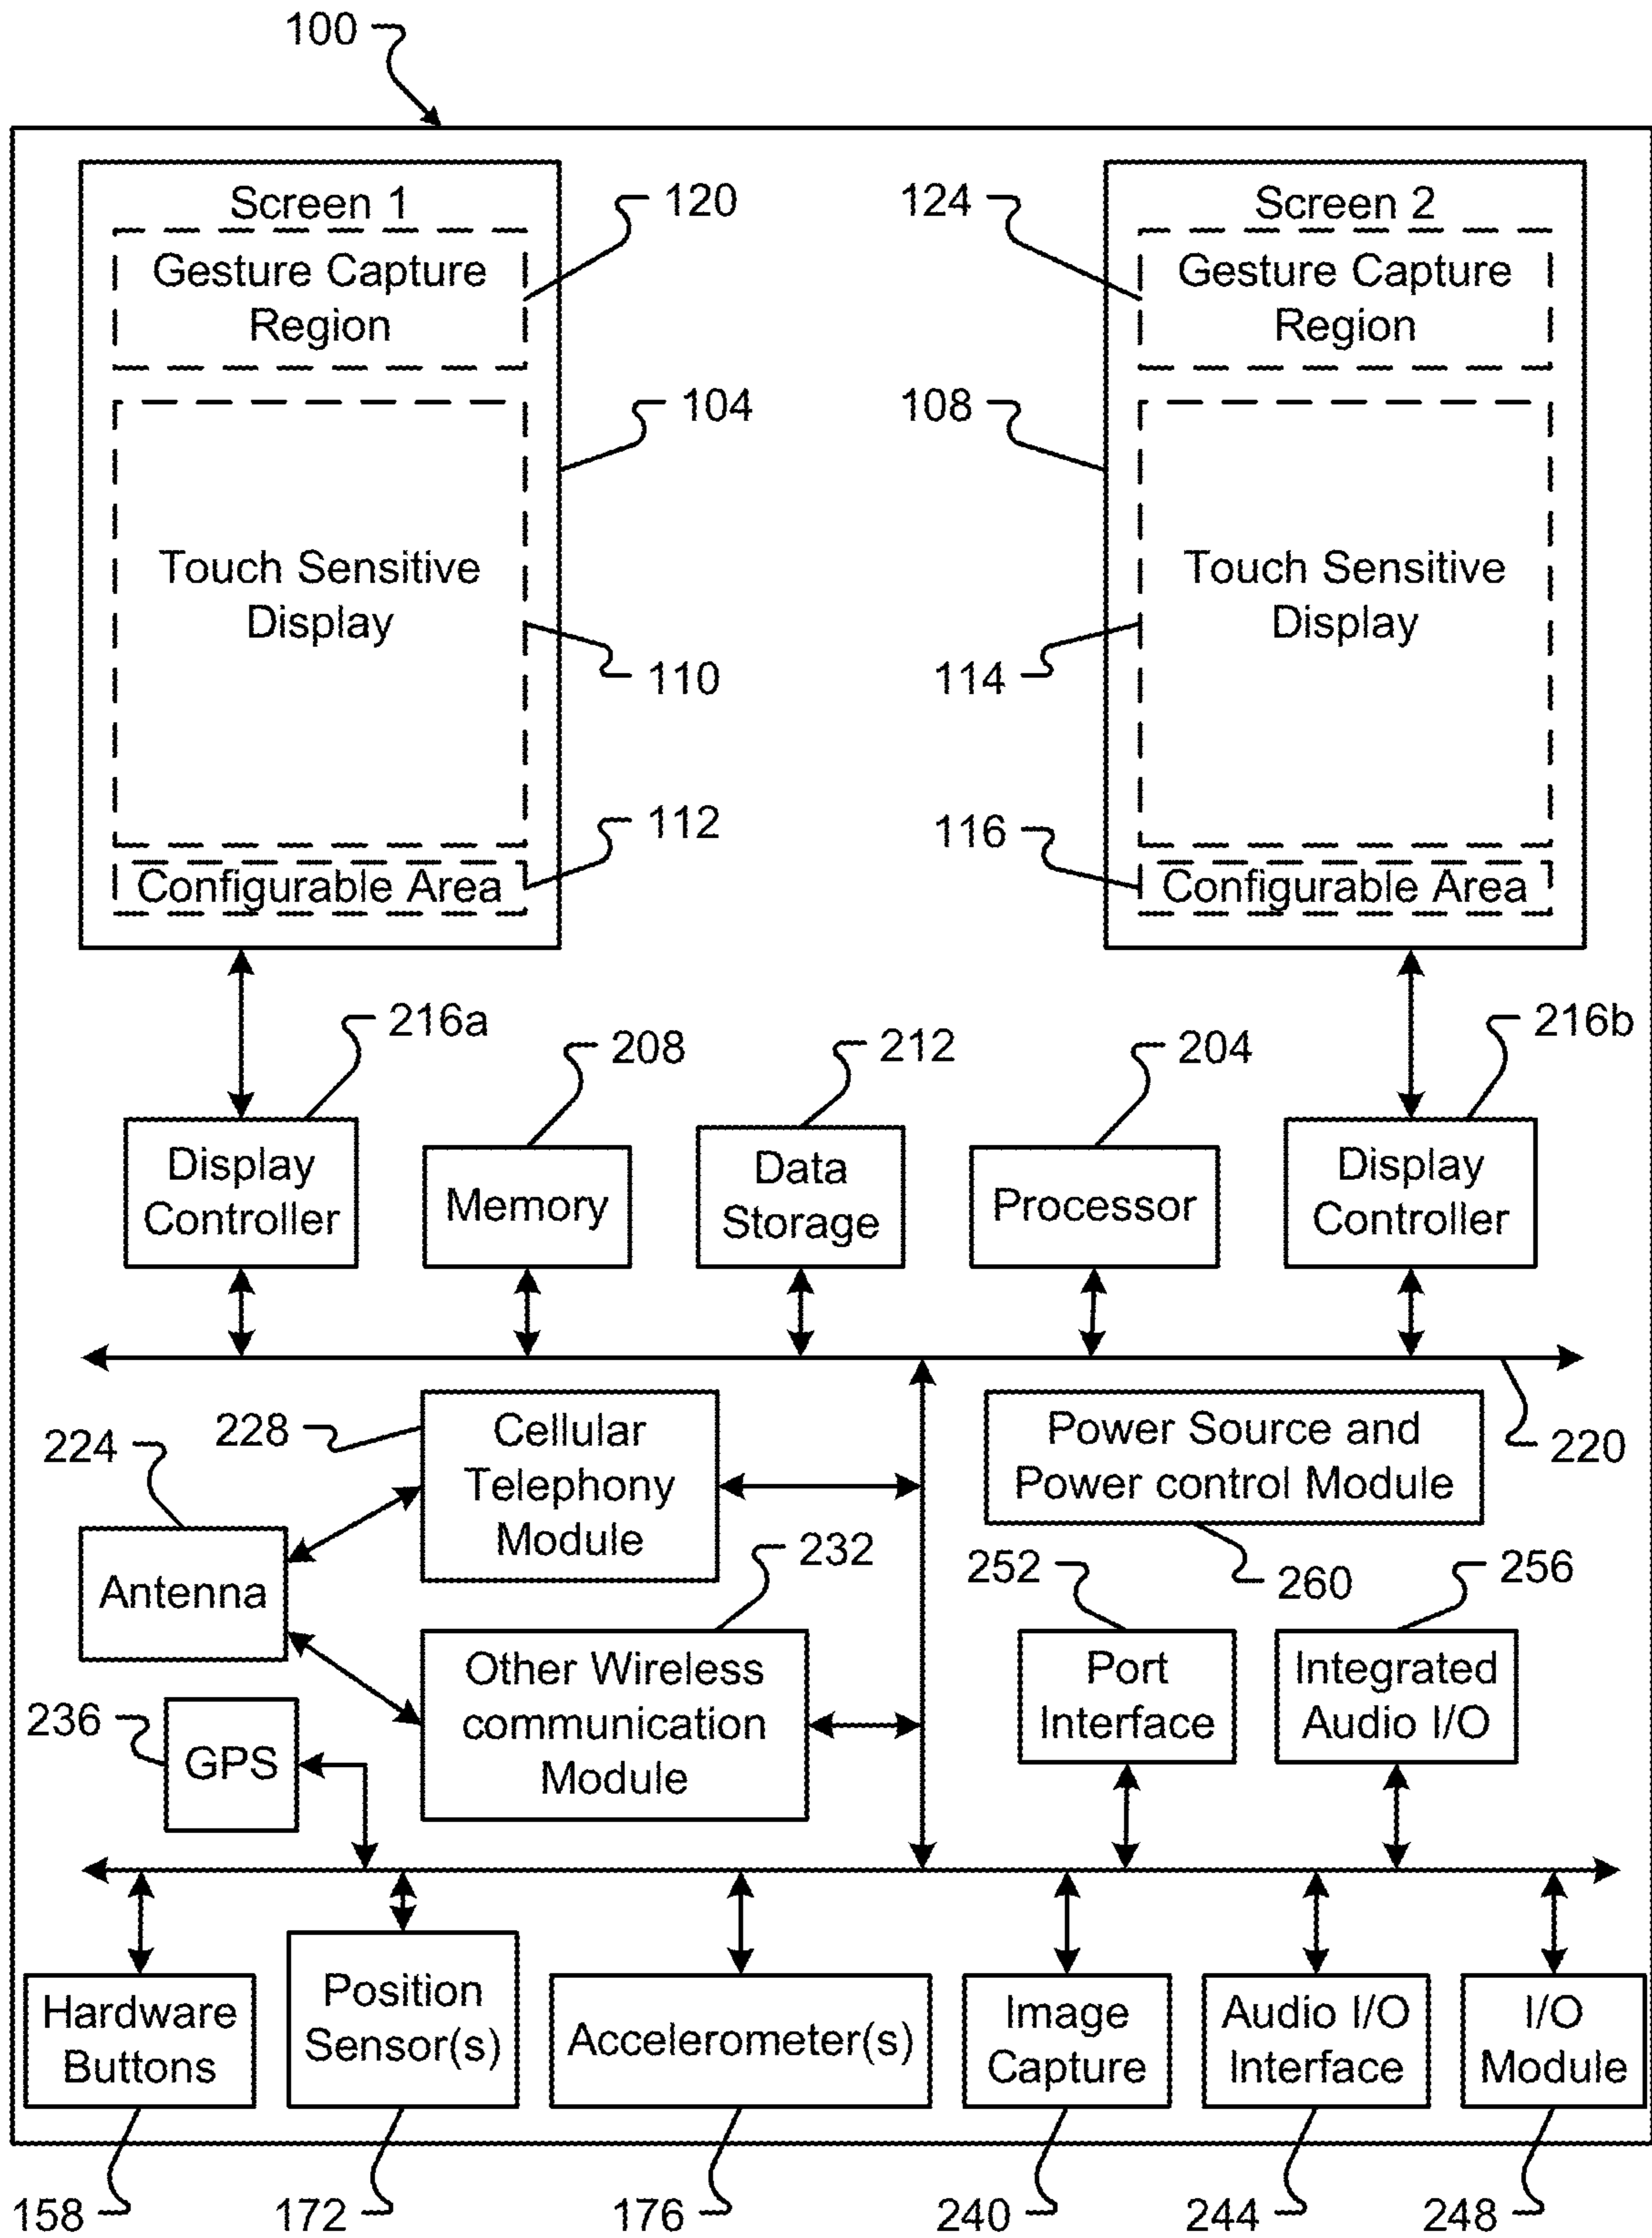 100
Screen 1
120
124
Screen 2
Gesture Capture
Region
Gesture Capture
Region
104
108
Touch Sensitive
Display
Touch Sensitive
Display
110
114
112
116
Configurable Area
Configurable Area
216a
208
212
204
216b
Display
Controller
Memory
Data
Storage
Processor
Display
Controller
224
228
Cellular
Telephony
Module
Power Source and
Power control Module
220
Antenna
232
252
260
256
236
GPS
Other Wireless
communication
Module
Port
Interface
Integrated
Audio I/O
Hardware
Buttons
Position
Sensor(s)
Accelerometer(s)
Image
Capture
Audio I/O
Interface
I/O
Module
158
172
176
240
244
248